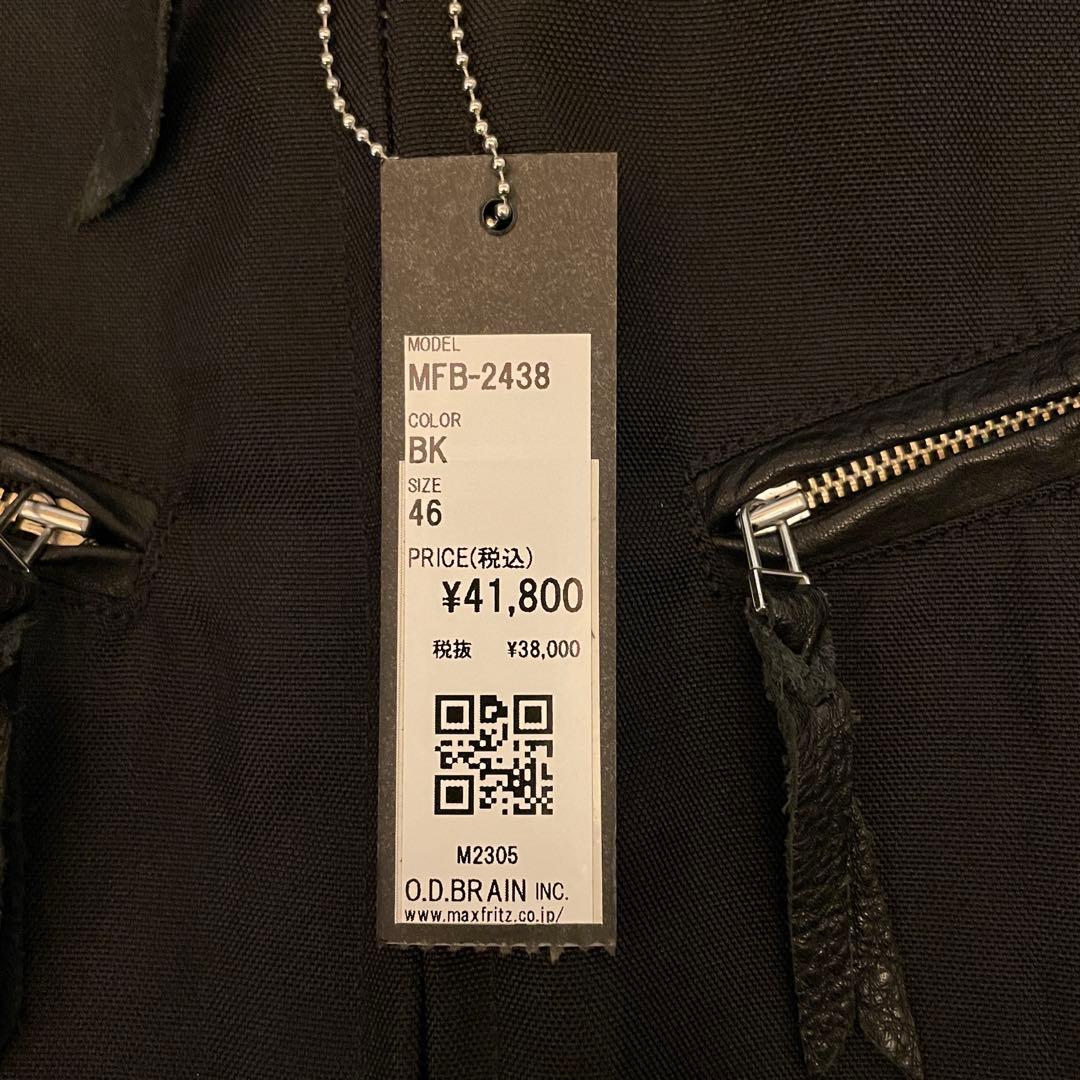 MODEL
MFB-2438
COLOR
BK
SIZE
46
PRICE(税込)
¥41,800
税抜 ¥38,000
M2305
O.D.BRAIN INC.
www.maxfritz.co.jp/